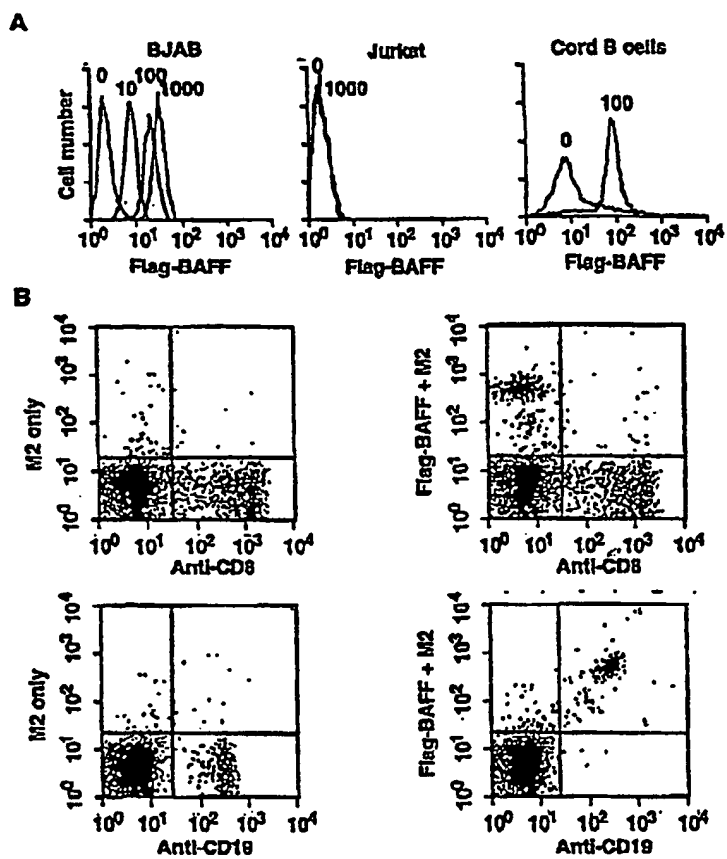 A
BJAB
Jurkat
Cord B cells
0 10 100 1000
0 1000
0 100
Cell number
10⁰ 10¹ 10² 10³ 10⁴
10⁰ 10¹ 10² 10³ 10⁴
10⁰ 10¹ 10² 10³ 10⁴
Flag-BAFF
Flag-BAFF
Flag-BAFF
B
M2 only
10⁴
10³
10²
10¹
10⁰
10⁰ 10¹ 10² 10³ 10⁴
Anti-CD8
Flag-BAFF + M2
10⁴
10³
10²
10¹
10⁰
10⁰ 10¹ 10² 10³ 10⁴
Anti-CD8
M2 only
10⁴
10³
10²
10¹
10⁰
10⁰ 10¹ 10² 10³ 10⁴
Anti-CD19
Flag-BAFF + M2
10⁴
10³
10²
10¹
10⁰
10⁰ 10¹ 10² 10³ 10⁴
Anti-CD19